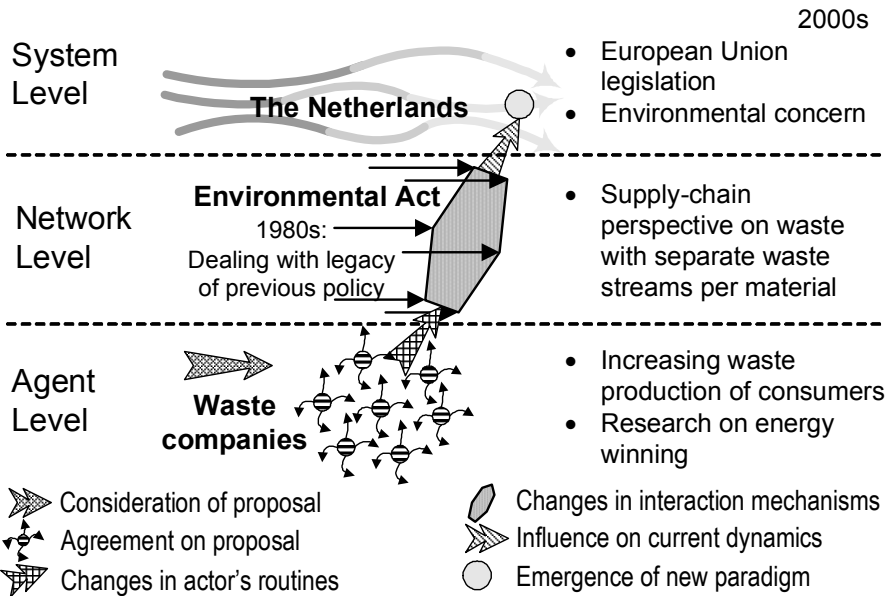 2000s
System
Level
The Netherlands
• European Union
legislation
• Environmental concern
Network
Level
Environmental Act
1980s:
Dealing with legacy
of previous policy
• Supply-chain
perspective on waste
with separate waste
streams per material
Agent
Level
Waste
companies
• Increasing waste
production of consumers
• Research on energy
winning
Consideration of proposal
Agreement on proposal
Changes in actor's routines
Changes in interaction mechanisms
Influence on current dynamics
Emergence of new paradigm